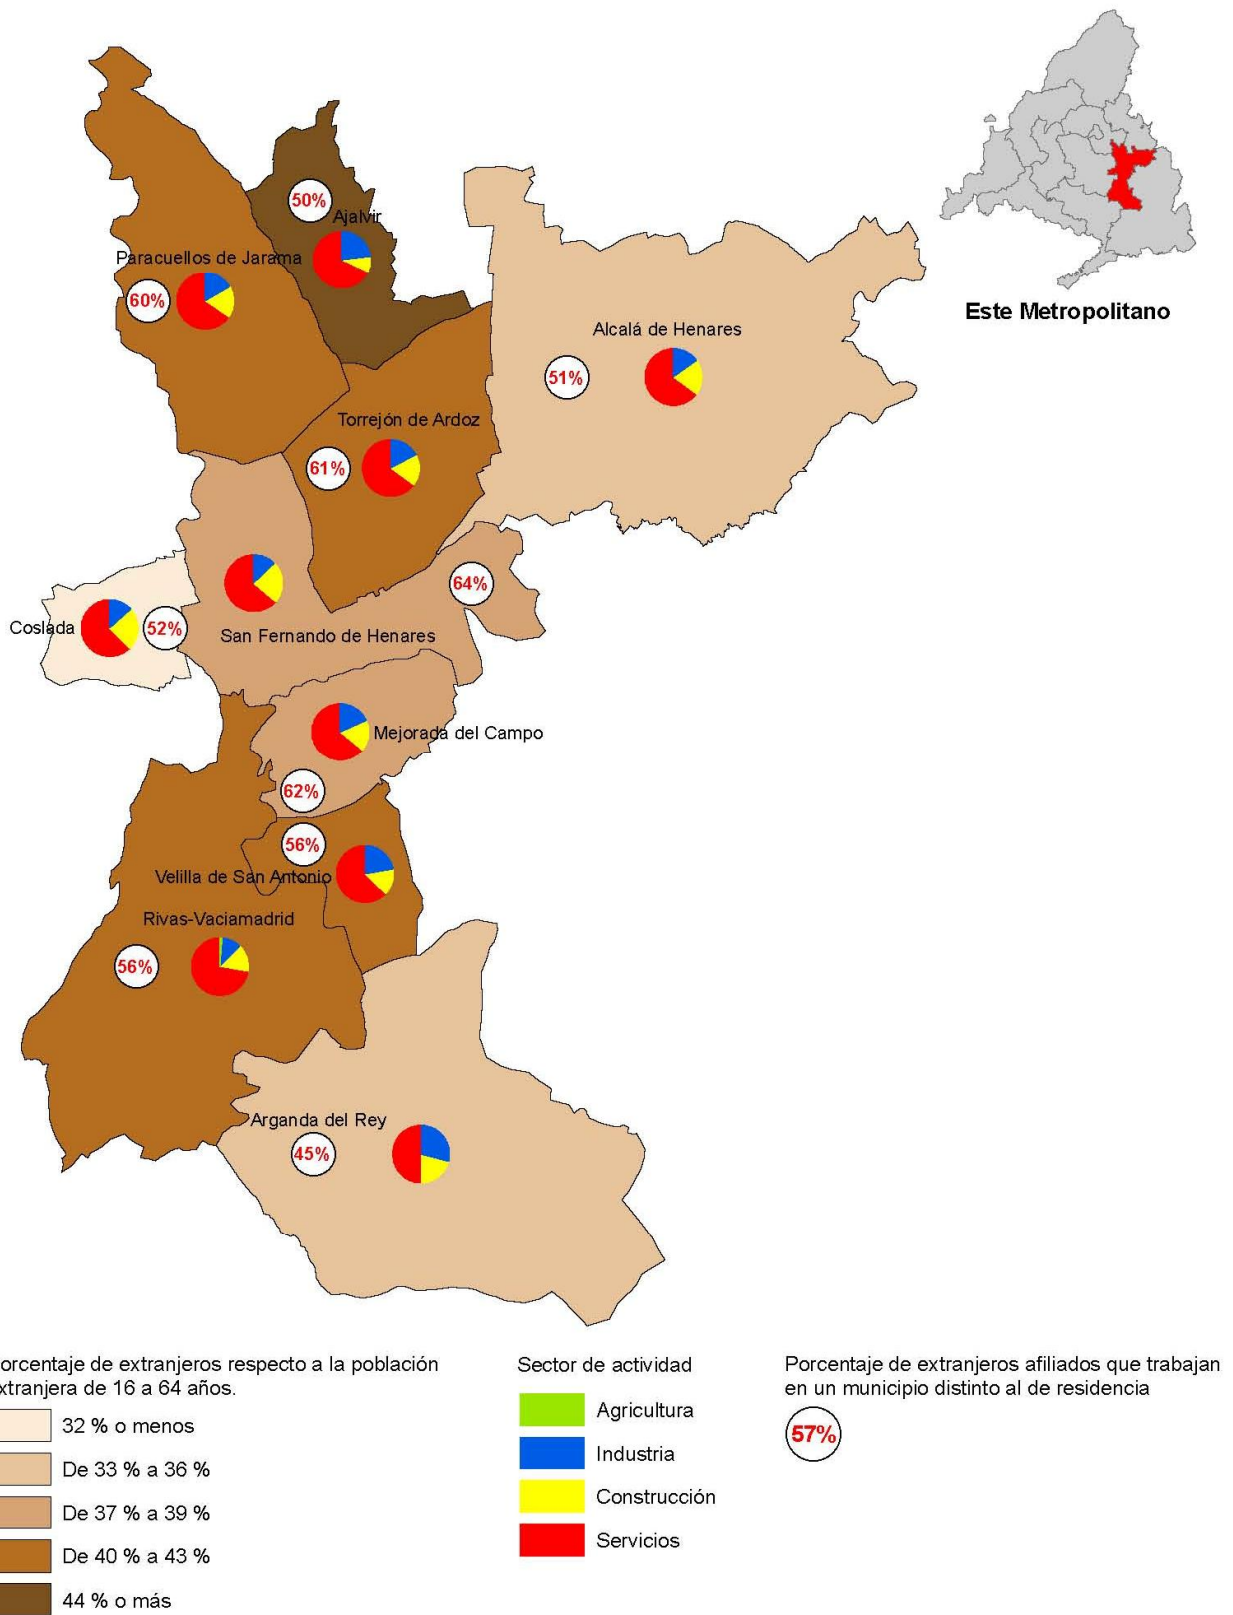 50%
Ajalvir
Paracuellos de Jarama
60%
Este Metropolitano
Alcalá de Henares
51%
Torrejón de Ardoz
61%
64%
Coslada
52%
San Fernando de Henares
Mejorada del Campo
62%
56%
Velilla de San Antonio
Rivas-Vaciamadrid
56%
Arganda del Rey
45%
orcentaje de extranjeros respecto a la población
xtranjera de 16 a 64 años.
32 % o menos
De 33 % a 36 %
De 37 % a 39 %
De 40 % a 43 %
44 % o más
Sector de actividad
Agricultura
Industria
Construcción
Servicios
Porcentaje de extranjeros afiliados que trabajan
en un municipio distinto al de residencia
57%